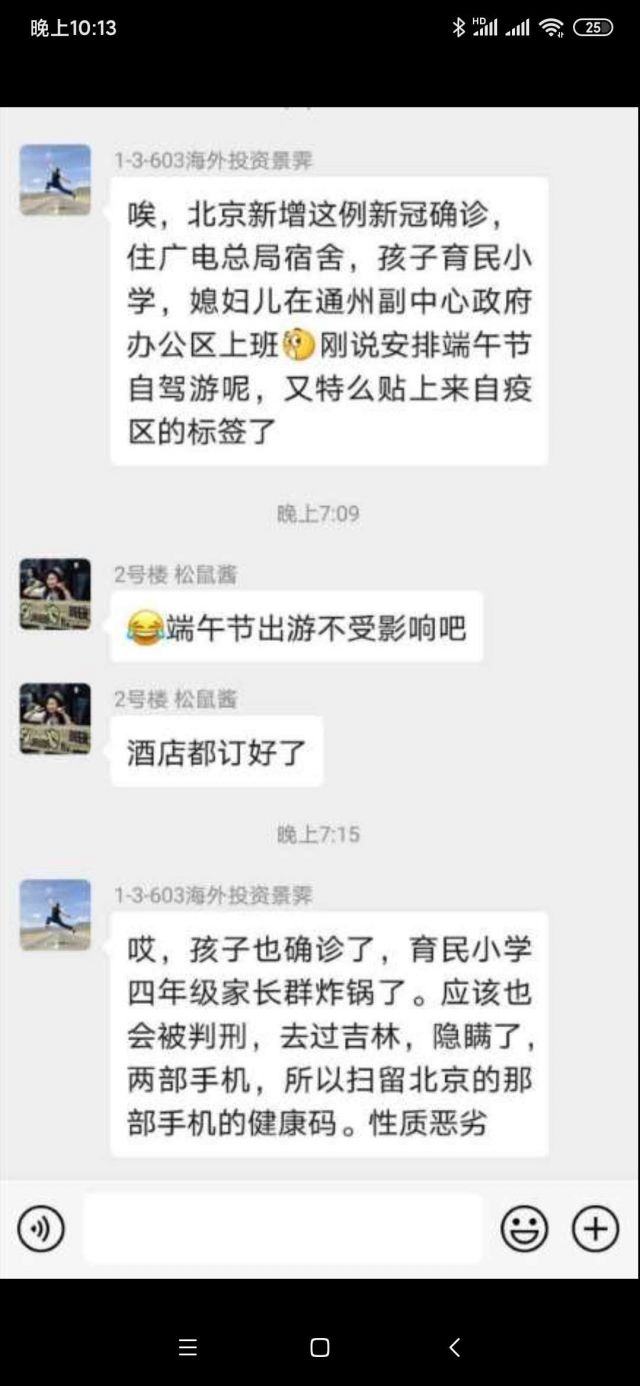 晚上10:13
HD
25
1-3-603海外投资景霁
唉，北京新增这例新冠确诊，
住广电总局宿舍，孩子育民小
学，媳妇儿在通州副中心政府
办公区上班🤔刚说安排端午节
自驾游呢，又特么贴上来自疫
区的标签了
晚上7:09
2号楼 松鼠酱
😂端午节出游不受影响吧
2号楼 松鼠酱
酒店都订好了
晚上7:15
1-3-603海外投资景霁
哎，孩子也确诊了，育民小学
四年级家长群炸锅了。应该也
会被判刑，去过吉林，隐瞒了，
两部手机，所以扫留北京的那
部手机的健康码。性质恶劣